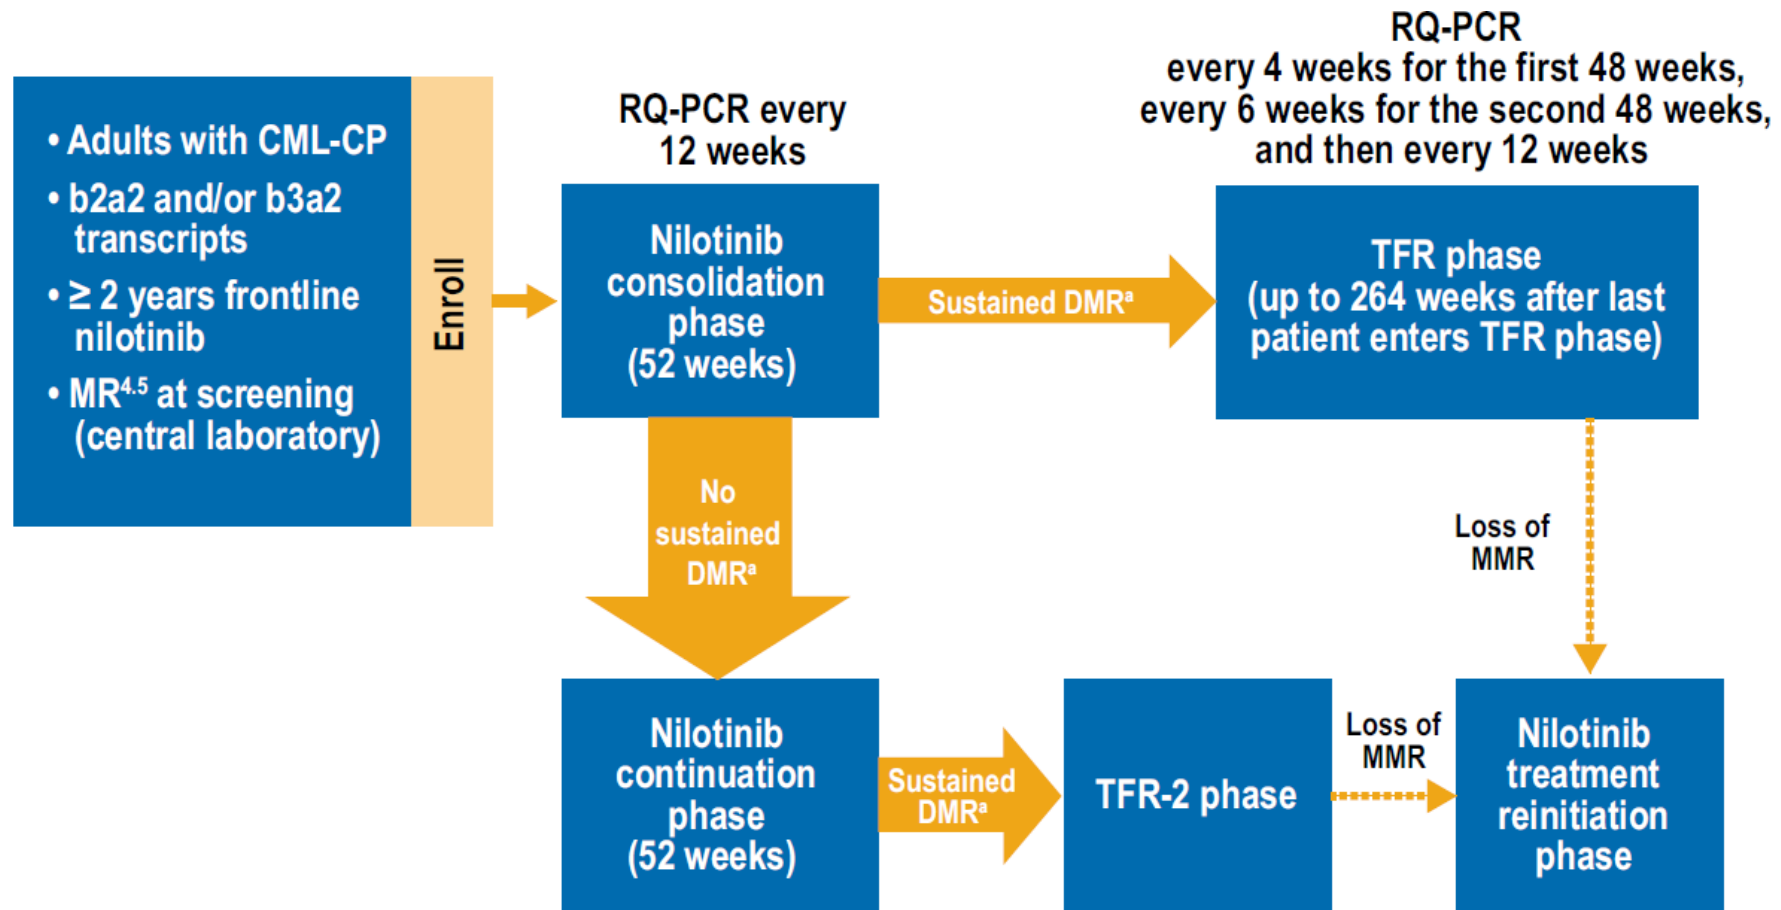 • Adults with CML-CP
• b2a2 and/or b3a2
transcripts
• ≥ 2 years frontline
nilotinib
• MR4.5 at screening
(central laboratory)
Enroll
RQ-PCR every
12 weeks
Nilotinib
consolidation
phase
(52 weeks)
Sustained DMRa
RQ-PCR
every 4 weeks for the first 48 weeks,
every 6 weeks for the second 48 weeks,
and then every 12 weeks
TFR phase
(up to 264 weeks after last
patient enters TFR phase)
No
sustained
DMRa
Loss of
MMR
Nilotinib
continuation
phase
(52 weeks)
Sustained
DMRa
TFR-2 phase
Loss of
MMR
Nilotinib
treatment
reinitiation
phase